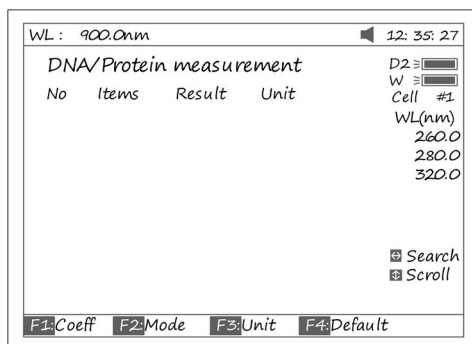 WL : 900.0nm 12: 35: 27
DNA/Protein measurement
No Items Result Unit
D2
W
Cell #1
WL(nm)
260.0
280.0
320.0
Search
Scroll
F1:Coeff F2:Mode F3:Unit F4:Default